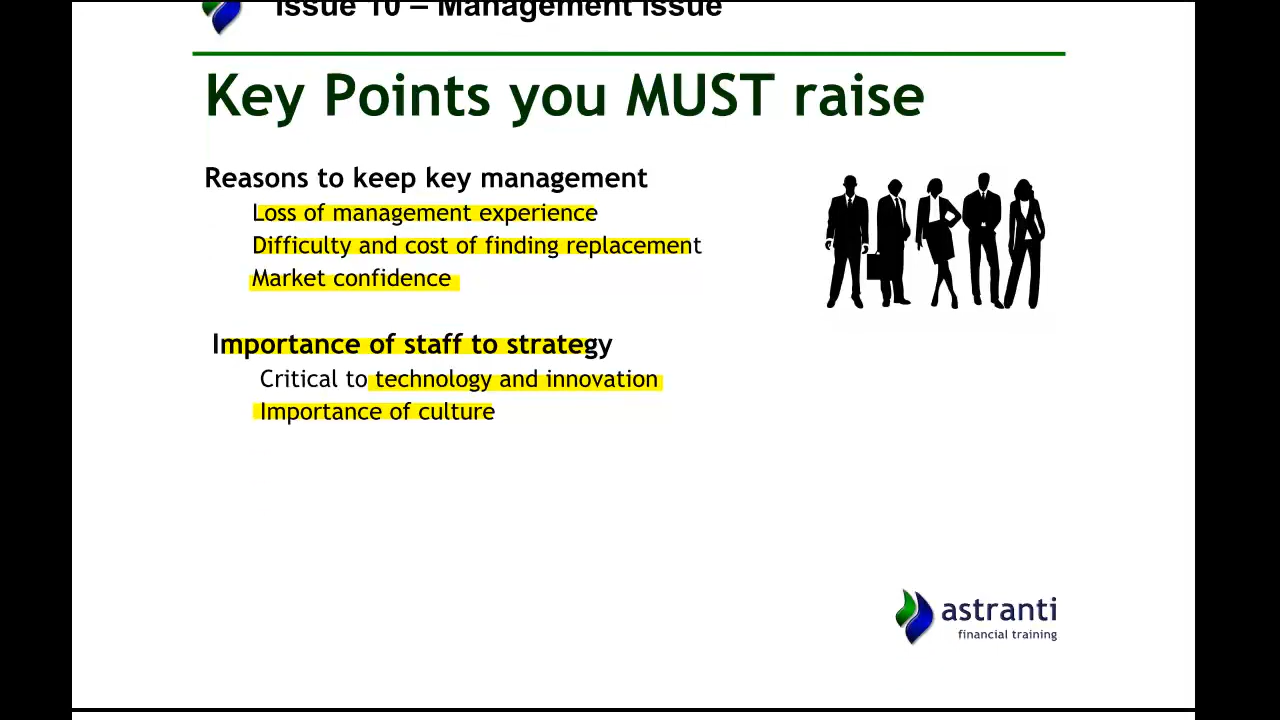 Issue 10 – Management issue
Key Points you MUST raise
Reasons to keep key management
Loss of management experience
Difficulty and cost of finding replacement
Market confidence
Importance of staff to strategy
Critical to technology and innovation
Importance of culture
astranti
financial training